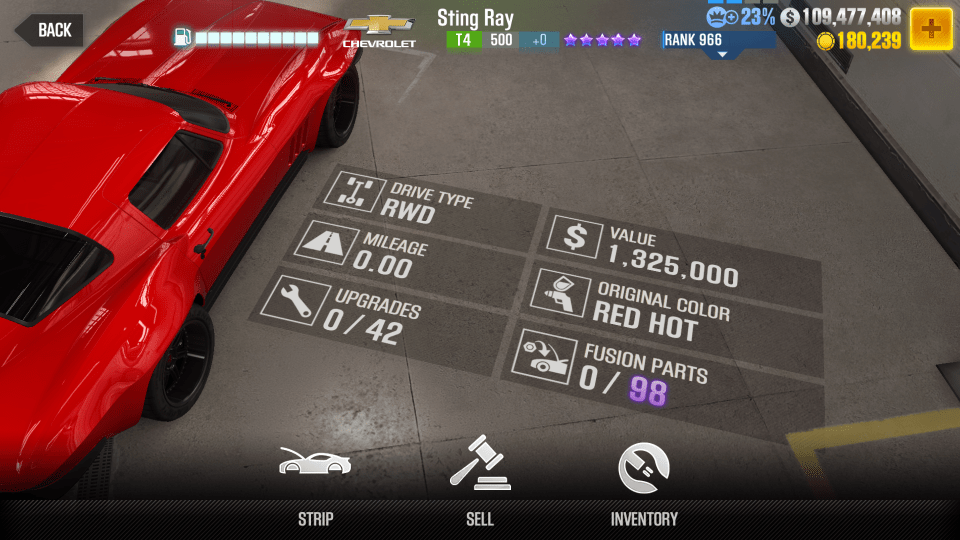 BACK
CHEVROLET
Sting Ray
T4 500 +0
23%
109,477,408
RANK 966
180,239
DRIVE TYPE
RWD
MILEAGE
0.00
UPGRADES
0 / 42
$
VALUE
1,325,000
ORIGINAL COLOR
RED HOT
FUSION PARTS
0 / 98
STRIP
SELL
INVENTORY